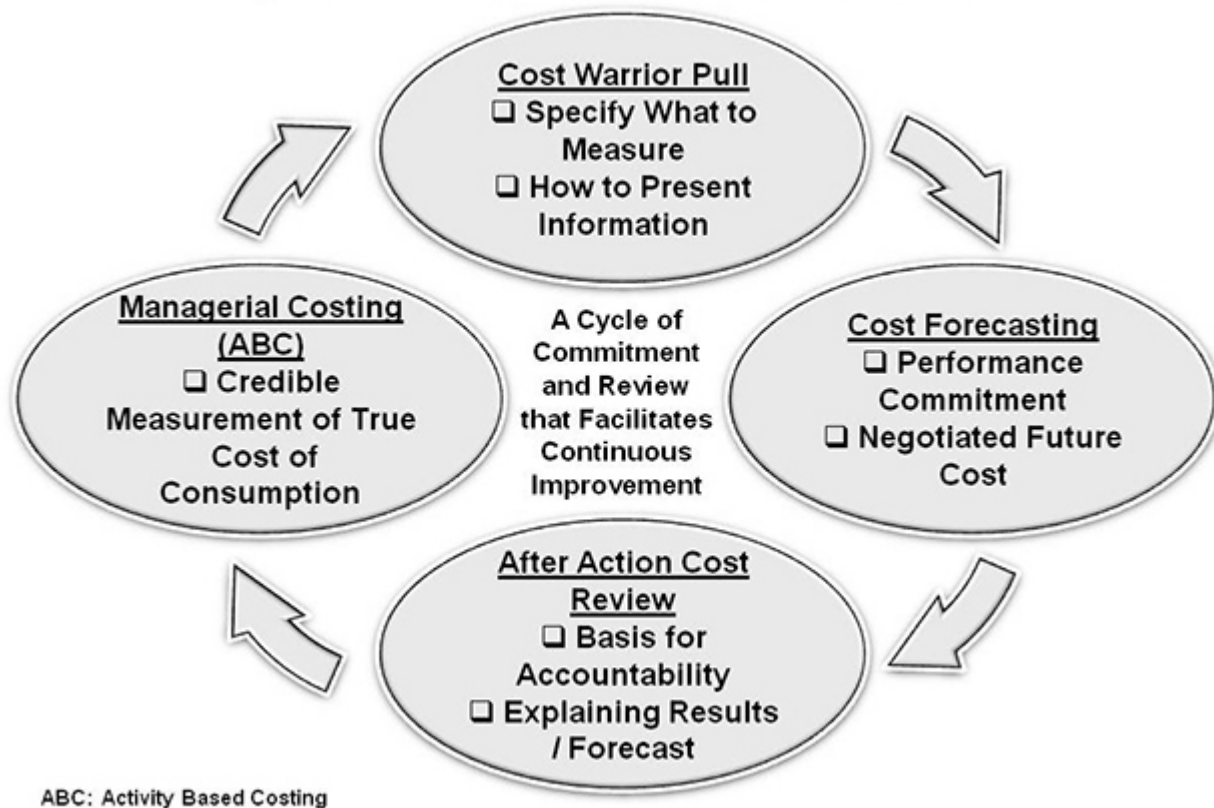 Cost Warrior Pull
❑ Specify What to
Measure
❑ How to Present
Information
Managerial Costing
(ABC)
❑ Credible
Measurement of True
Cost of
Consumption
A Cycle of
Commitment
and Review
that Facilitates
Continuous
Improvement
Cost Forecasting
❑ Performance
Commitment
❑ Negotiated Future
Cost
After Action Cost
Review
❑ Basis for
Accountability
❑ Explaining Results
/ Forecast
ABC: Activity Based Costing